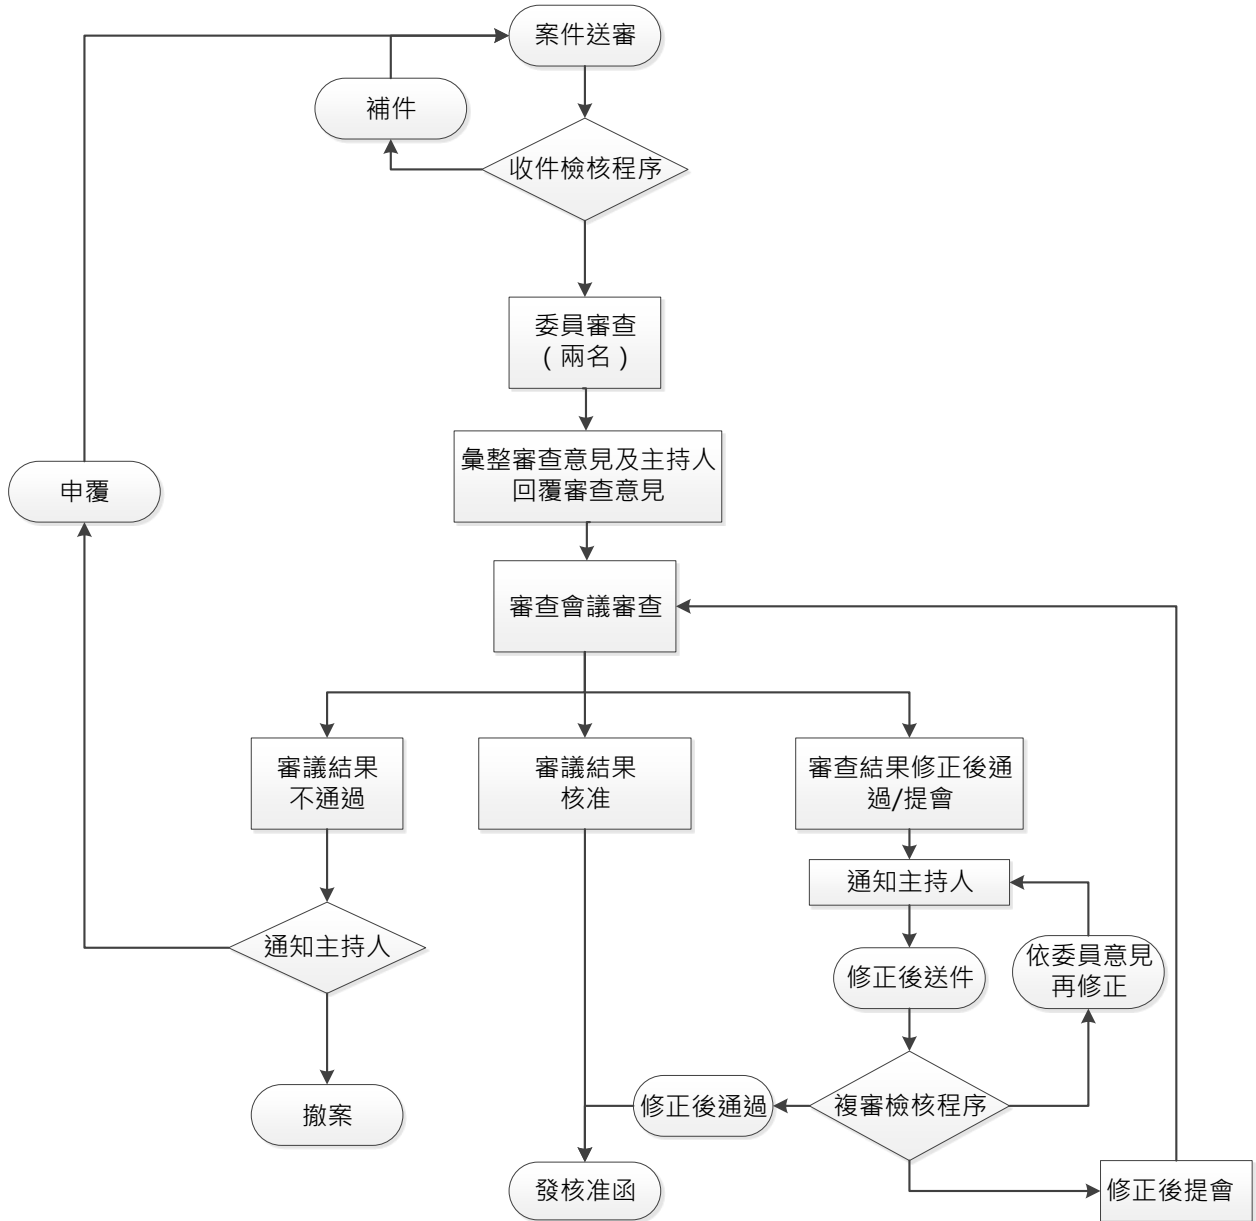 案件送審
補件
收件檢核程序
委員審查
（兩名）
彙整審查意見及主持人
回覆審查意見
申覆
審查會議審查
審議結果
不通過
審議結果
核准
審查結果修正後通
過/提會
通知主持人
通知主持人
修正後送件
依委員意見
再修正
撤案
修正後通過
複審檢核程序
發核准函
修正後提會